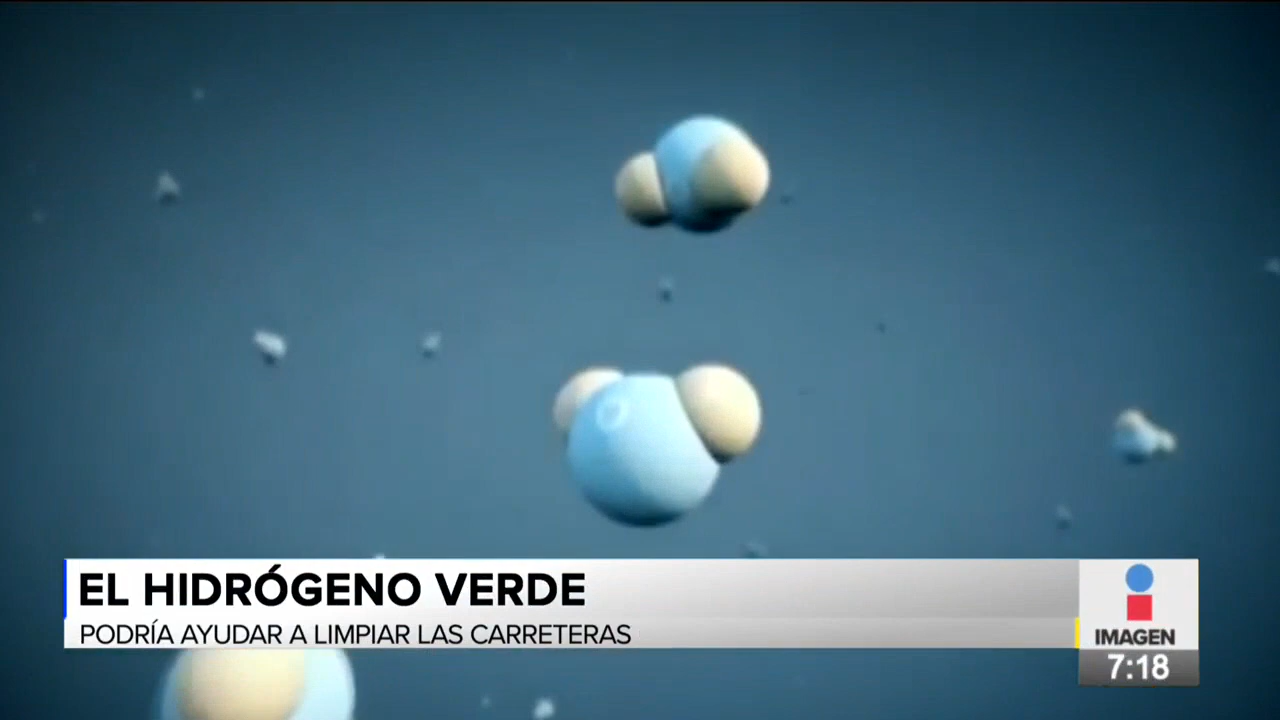 EL HIDRÓGENO VERDE
PODRÍA AYUDAR A LIMPIAR LAS CARRETERAS
IMAGEN
7:18